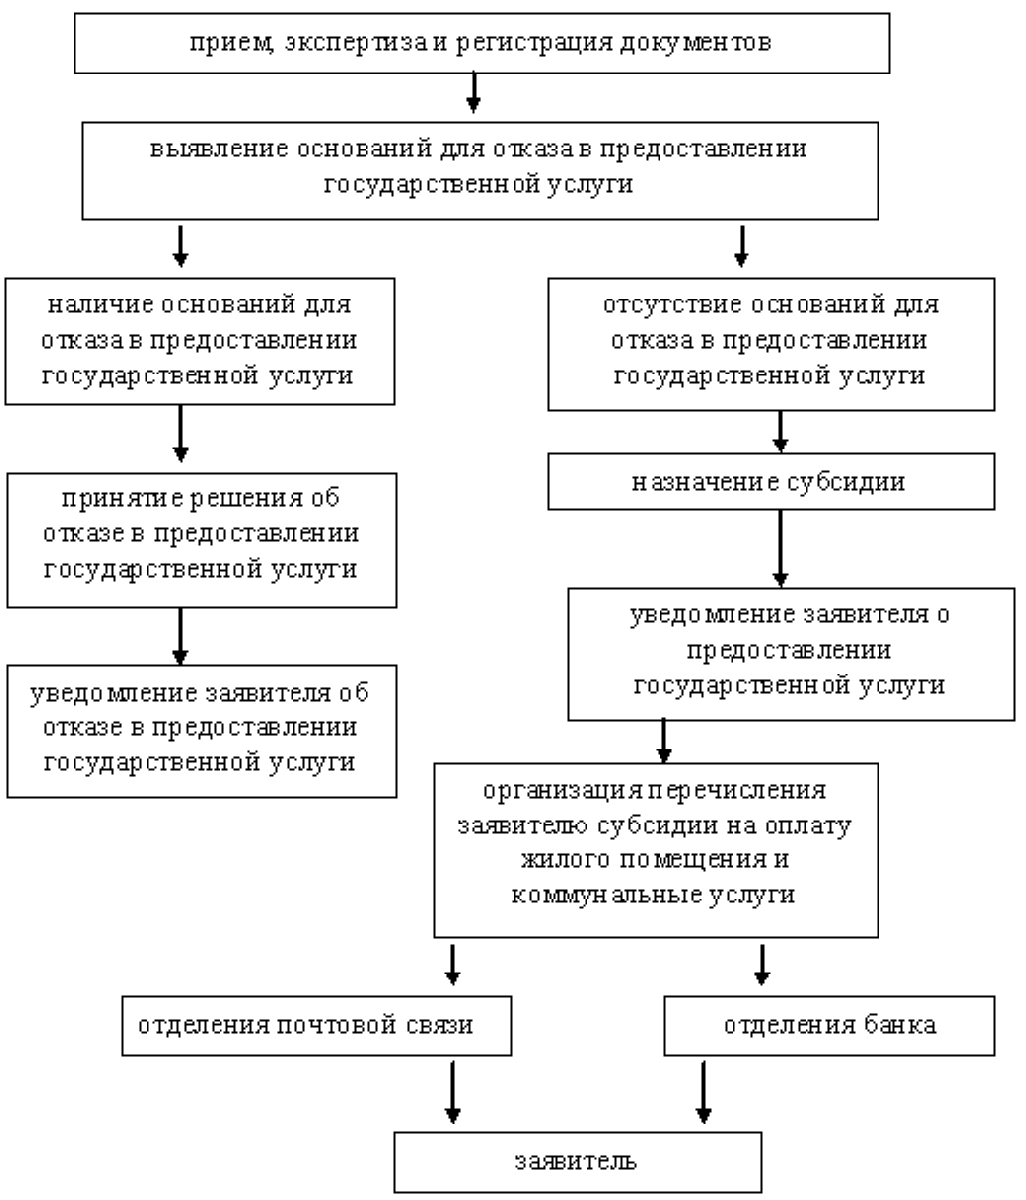 прием, экспертиза и регистрация документов
выявление оснований для отказа в предоставлении
государственной услуги
наличие оснований для
отказа в предоставлении
государственной услуги
отсутствие оснований для
отказа в предоставлении
государственной услуги
назначение субсидии
принятие решения об
отказе в предоставлении
государственной услуги
уведомление заявителя о
предоставлении
государственной услуги
уведомление заявителя об
отказе в предоставлении
государственной услуги
организация перечисления
заявителю субсидии на оплату
жилого помещения и
коммунальные услуги
отделения почтовой связи
отделения банка
заявитель